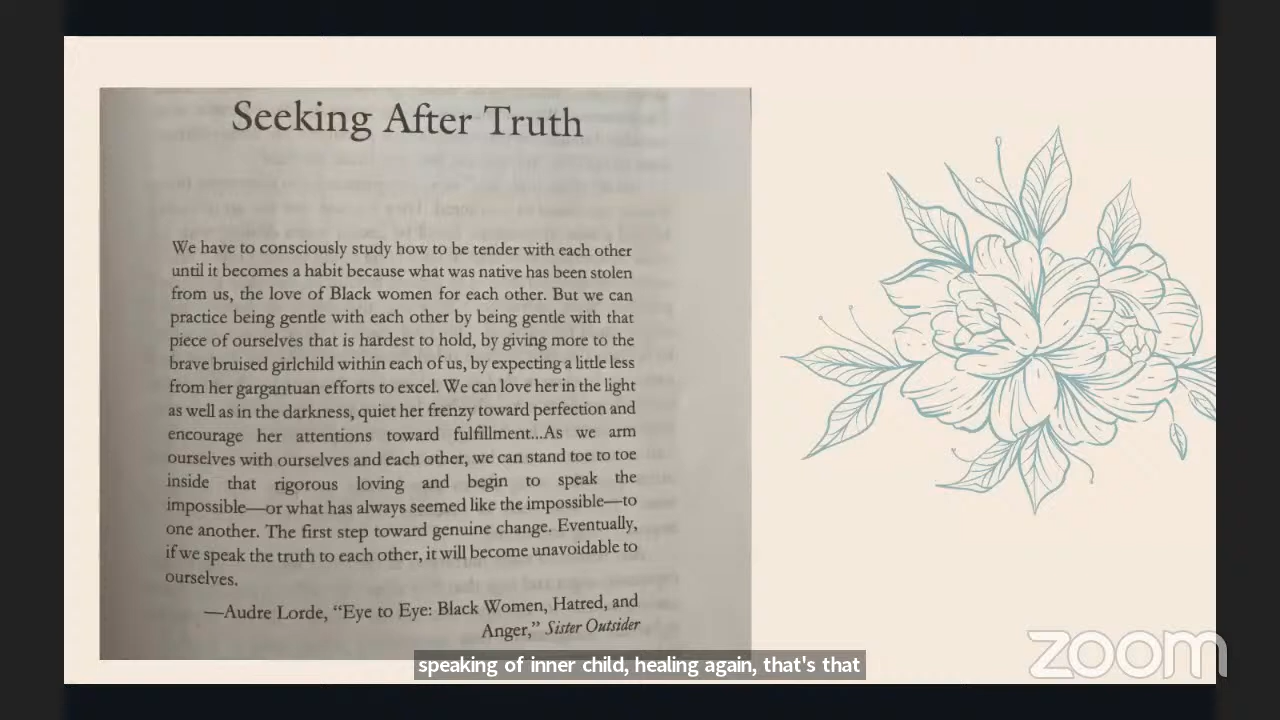 Seeking After Truth
We have to consciously study how to be tender with each other
until it becomes a habit because what was native has been stolen
from us, the love of Black women for each other. But we can
practice being gentle with each other by being gentle with that
piece of ourselves that is hardest to hold, by giving more to the
brave bruised girlchild within each of us, by expecting a little less
from her gargantuan efforts to excel. We can love her in the light
as well as in the darkness, quiet her frenzy toward perfection and
encourage her attentions toward fulfillment...As we arm
ourselves with ourselves and each other, we can stand toe to toe
inside that rigorous loving and begin to speak the
impossible—or what has always seemed like the impossible—to
one another. The first step toward genuine change. Eventually,
if we speak the truth to each other, it will become unavoidable to
ourselves.
—Audre Lorde, “Eye to Eye: Black Women, Hatred, and
Anger,” Sister Outsider
speaking of inner child, healing again, that's that
zoom